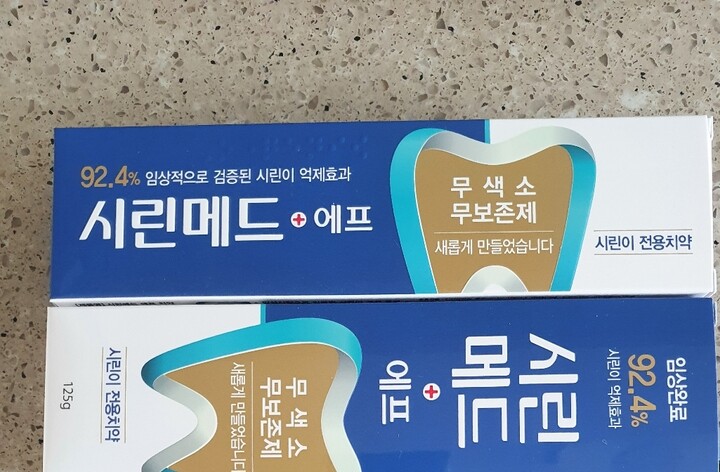 92.4% 임상적으로 검증된 시린이 억제효과
시린메드+에프
무 색 소
무보존제
새롭게 만들었습니다
시린이 전용치약
임상완료
92.4%
시린이 억제효과
시린
메드+
에프
무 색 소
무보존제
새롭게 만들었습니다
시린이 전용치약
125g